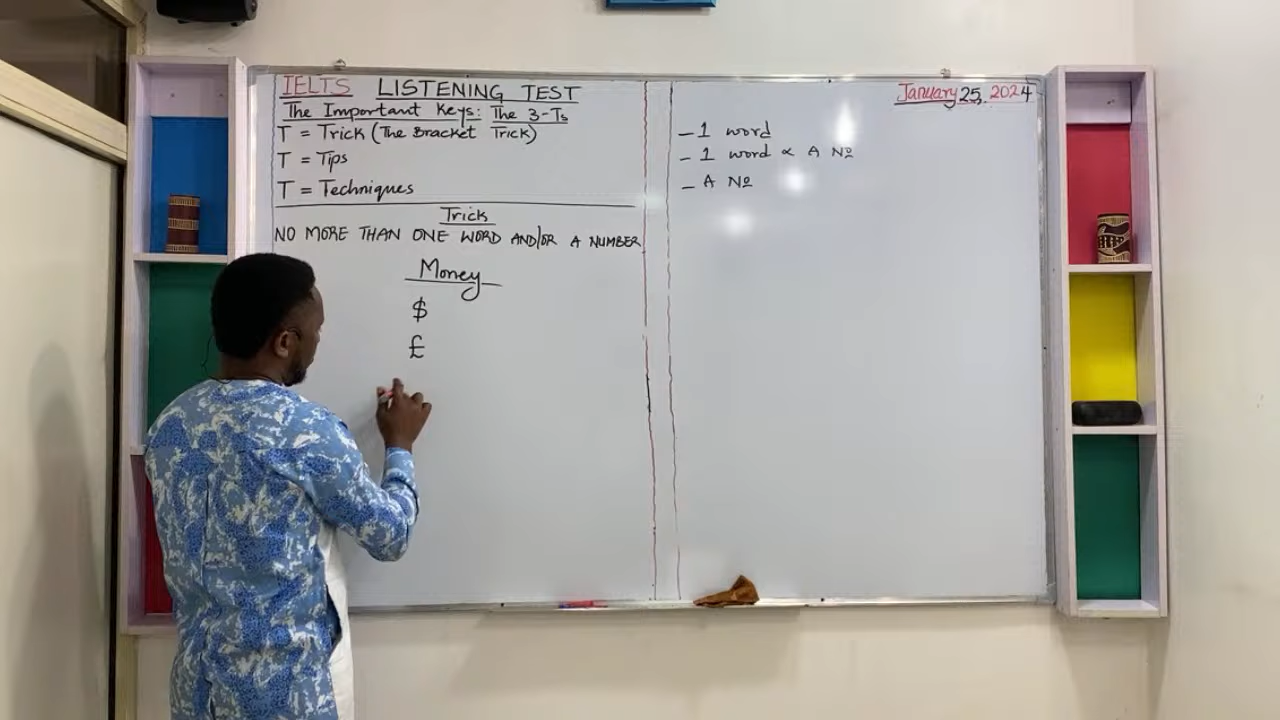 IELTS LISTENING TEST
The Important Keys: The 3-Ts
T = Trick (The Bracket Trick)
T = Tips
T = Techniques
Trick
NO MORE THAN ONE WORD AND/OR A NUMBER
Money
$
£
January 25, 2024
- 1 word
- 1 word & A №
- A №